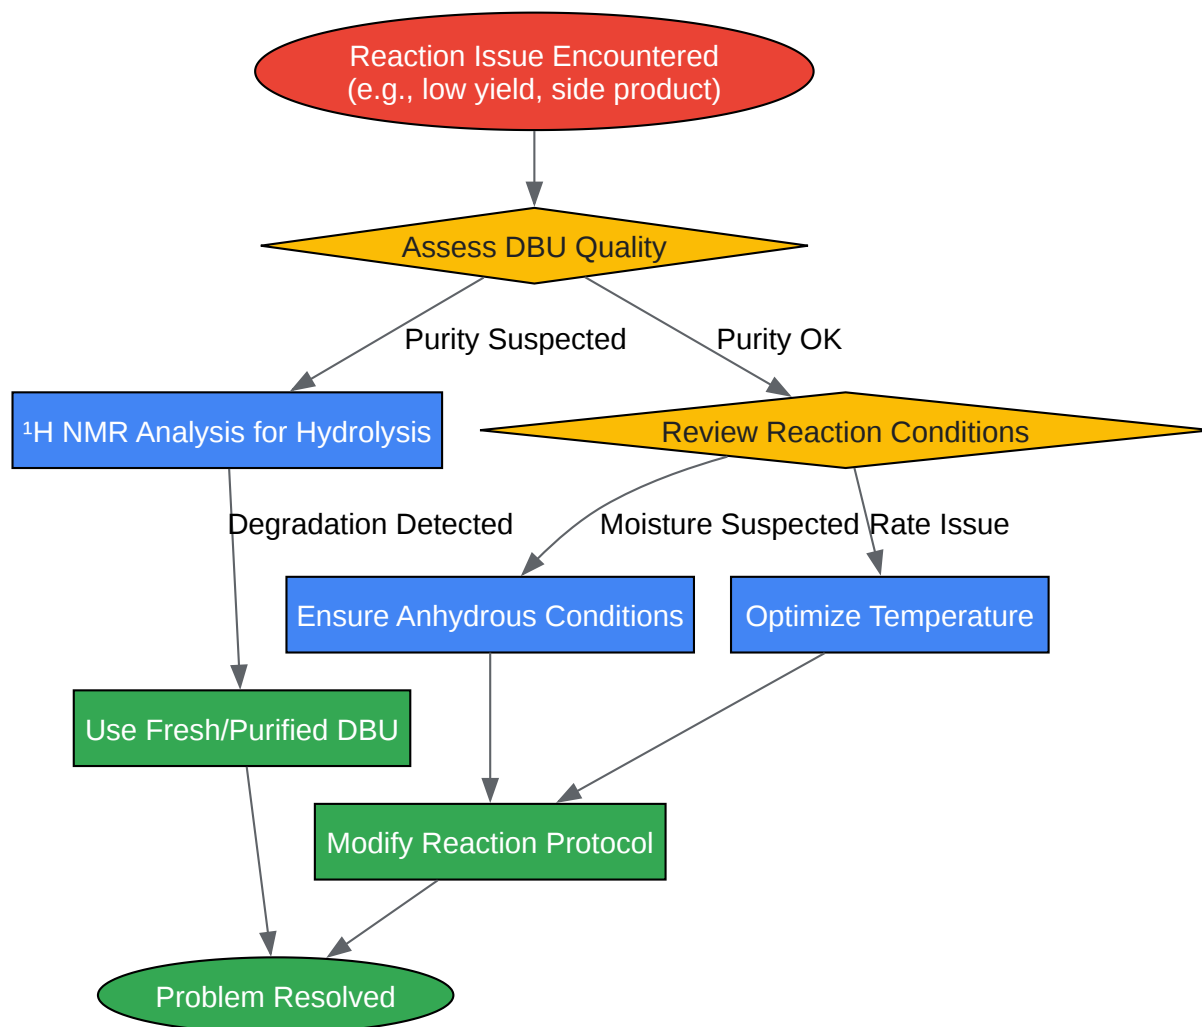 Reaction Issue Encountered
(e.g., low yield, side product)
Assess DBU Quality
Purity Suspected
Purity OK
¹H NMR Analysis for Hydrolysis
Review Reaction Conditions
Degradation Detected
Moisture Suspected
Rate Issue
Ensure Anhydrous Conditions
Optimize Temperature
Use Fresh/Purified DBU
Modify Reaction Protocol
Problem Resolved